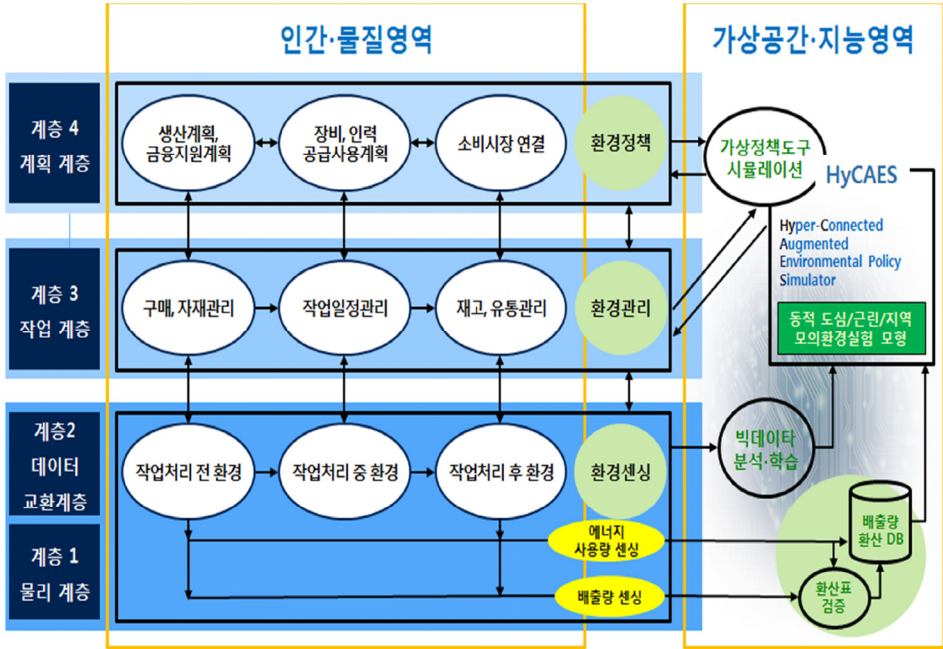 인간·물질영역
가상공간·지능영역
계층 4
계획 계층
생산계획,
금융지원계획
장비, 인력
공급사용계획
소비시장 연결
환경정책
가상정책도구
시뮬레이션
HyCAES
Hyper-Connected
Augmented
Environmental Policy
Simulator
동적 도심/근린/지역
모의환경실험 모형
계층 3
작업 계층
구매, 자재관리
작업일정관리
재고, 유통관리
환경관리
계층2
데이터
교환계층
작업처리 전 환경
작업처리 중 환경
작업처리 후 환경
환경센싱
빅데이타
분석·학습
계층 1
물리 계층
에너지
사용량 센싱
배출량 센싱
배출량
환산 DB
환산표
검증